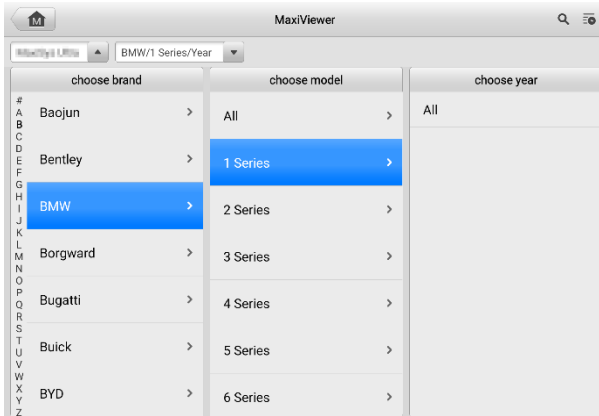 M
MaxiViewer
BMW/1 Series/Year
choose brand
choose model
choose year
#
A
B
C
D
E
F
G
H
I
J
K
L
M
N
O
P
Q
R
S
T
U
V
W
X
Y
Z
Baojun
Bentley
BMW
Borgward
Bugatti
Buick
BYD
All
1 Series
2 Series
3 Series
4 Series
5 Series
6 Series
All